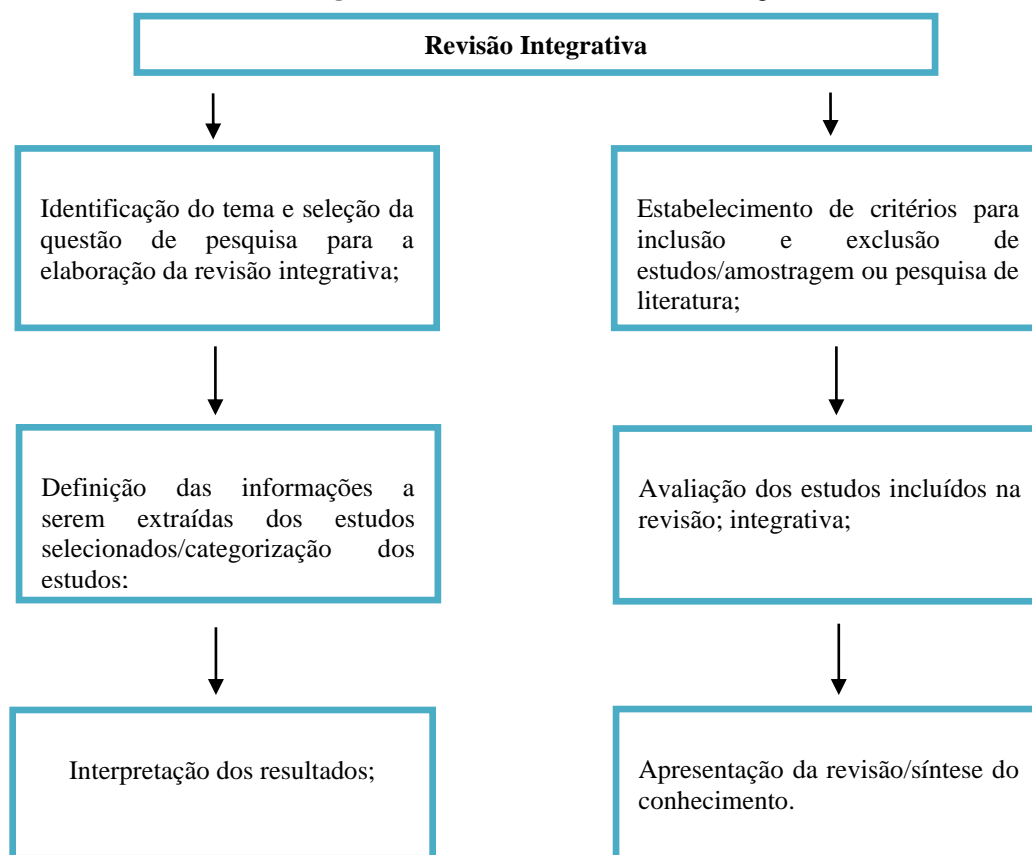 Revisão Integrativa
Identificação do tema e seleção da
questão de pesquisa para a
elaboração da revisão integrativa;
Estabelecimento de critérios para
inclusão e exclusão de
estudos/amostragem ou pesquisa de
literatura;
Definição das informações a
serem extraídas dos estudos
selecionados/categorização dos
estudos:
Avaliação dos estudos incluídos na
revisão; integrativa;
Interpretação dos resultados;
Apresentação da revisão/síntese do
conhecimento.